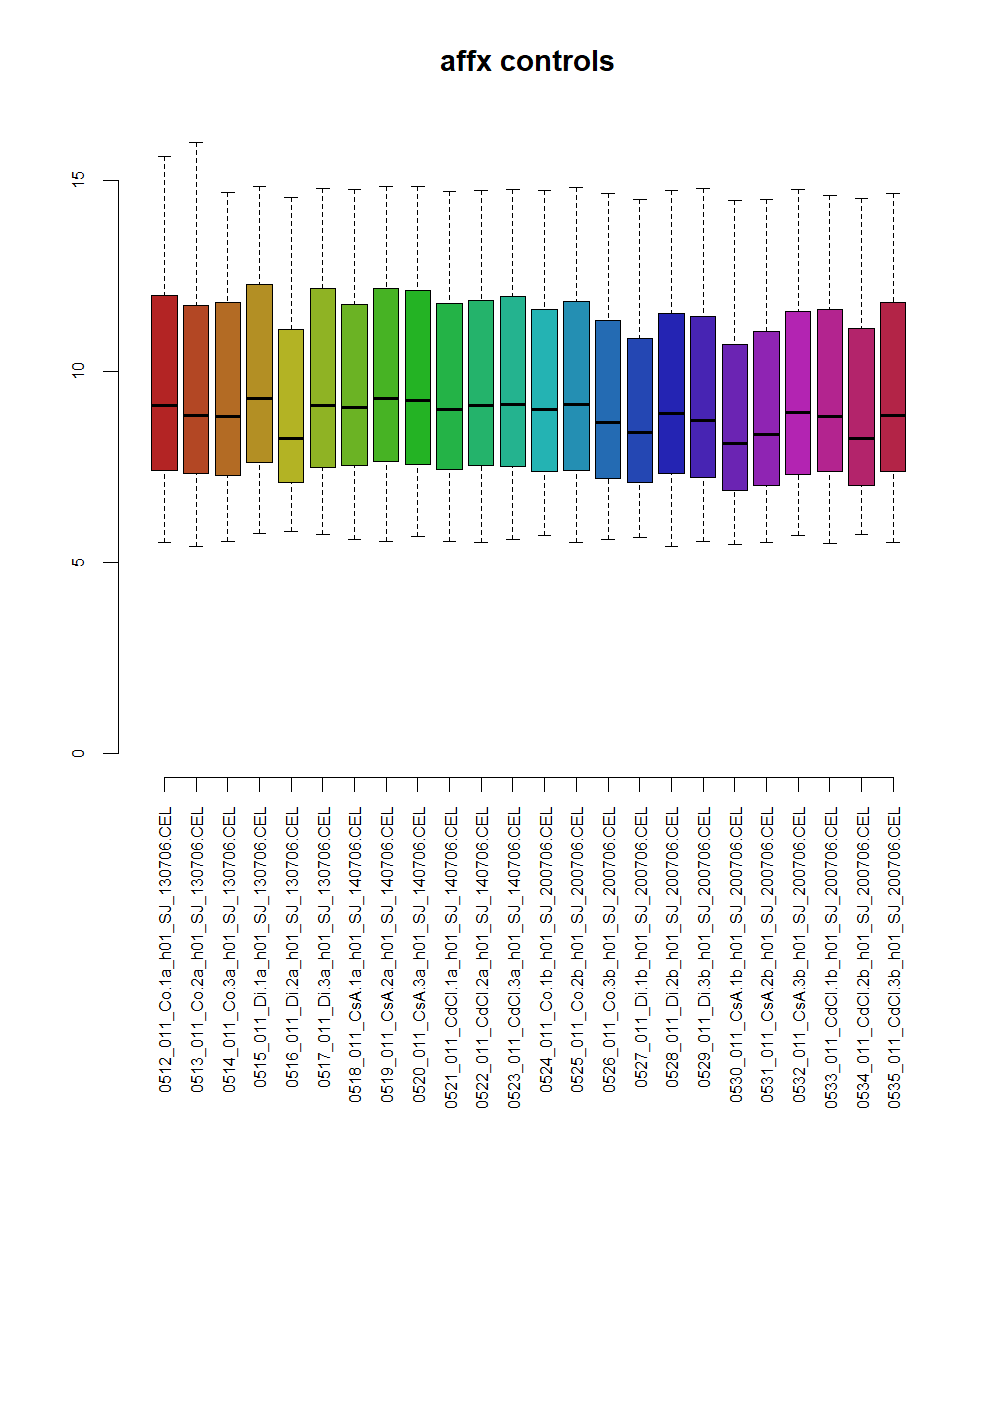 affx controls
15
10
5
0
0512_011_Co.1a_h01_SJ_130706.CEL
0513_011_Co.2a_h01_SJ_130706.CEL
0514_011_Co.3a_h01_SJ_130706.CEL
0515_011_Di.1a_h01_SJ_130706.CEL
0516_011_Di.2a_h01_SJ_130706.CEL
0517_011_Di.3a_h01_SJ_130706.CEL
0518_011_CsA.1a_h01_SJ_140706.CEL
0519_011_CsA.2a_h01_SJ_140706.CEL
0520_011_CsA.3a_h01_SJ_140706.CEL
0521_011_CdCl.1a_h01_SJ_140706.CEL
0522_011_CdCl.2a_h01_SJ_140706.CEL
0523_011_CdCl.3a_h01_SJ_140706.CEL
0524_011_Co.1b_h01_SJ_200706.CEL
0525_011_Co.2b_h01_SJ_200706.CEL
0526_011_Co.3b_h01_SJ_200706.CEL
0527_011_Di.1b_h01_SJ_200706.CEL
0528_011_Di.2b_h01_SJ_200706.CEL
0529_011_Di.3b_h01_SJ_200706.CEL
0530_011_CsA.1b_h01_SJ_200706.CEL
0531_011_CsA.2b_h01_SJ_200706.CEL
0532_011_CsA.3b_h01_SJ_200706.CEL
0533_011_CdCl.1b_h01_SJ_200706.CEL
0534_011_CdCl.2b_h01_SJ_200706.CEL
0535_011_CdCl.3b_h01_SJ_200706.CEL